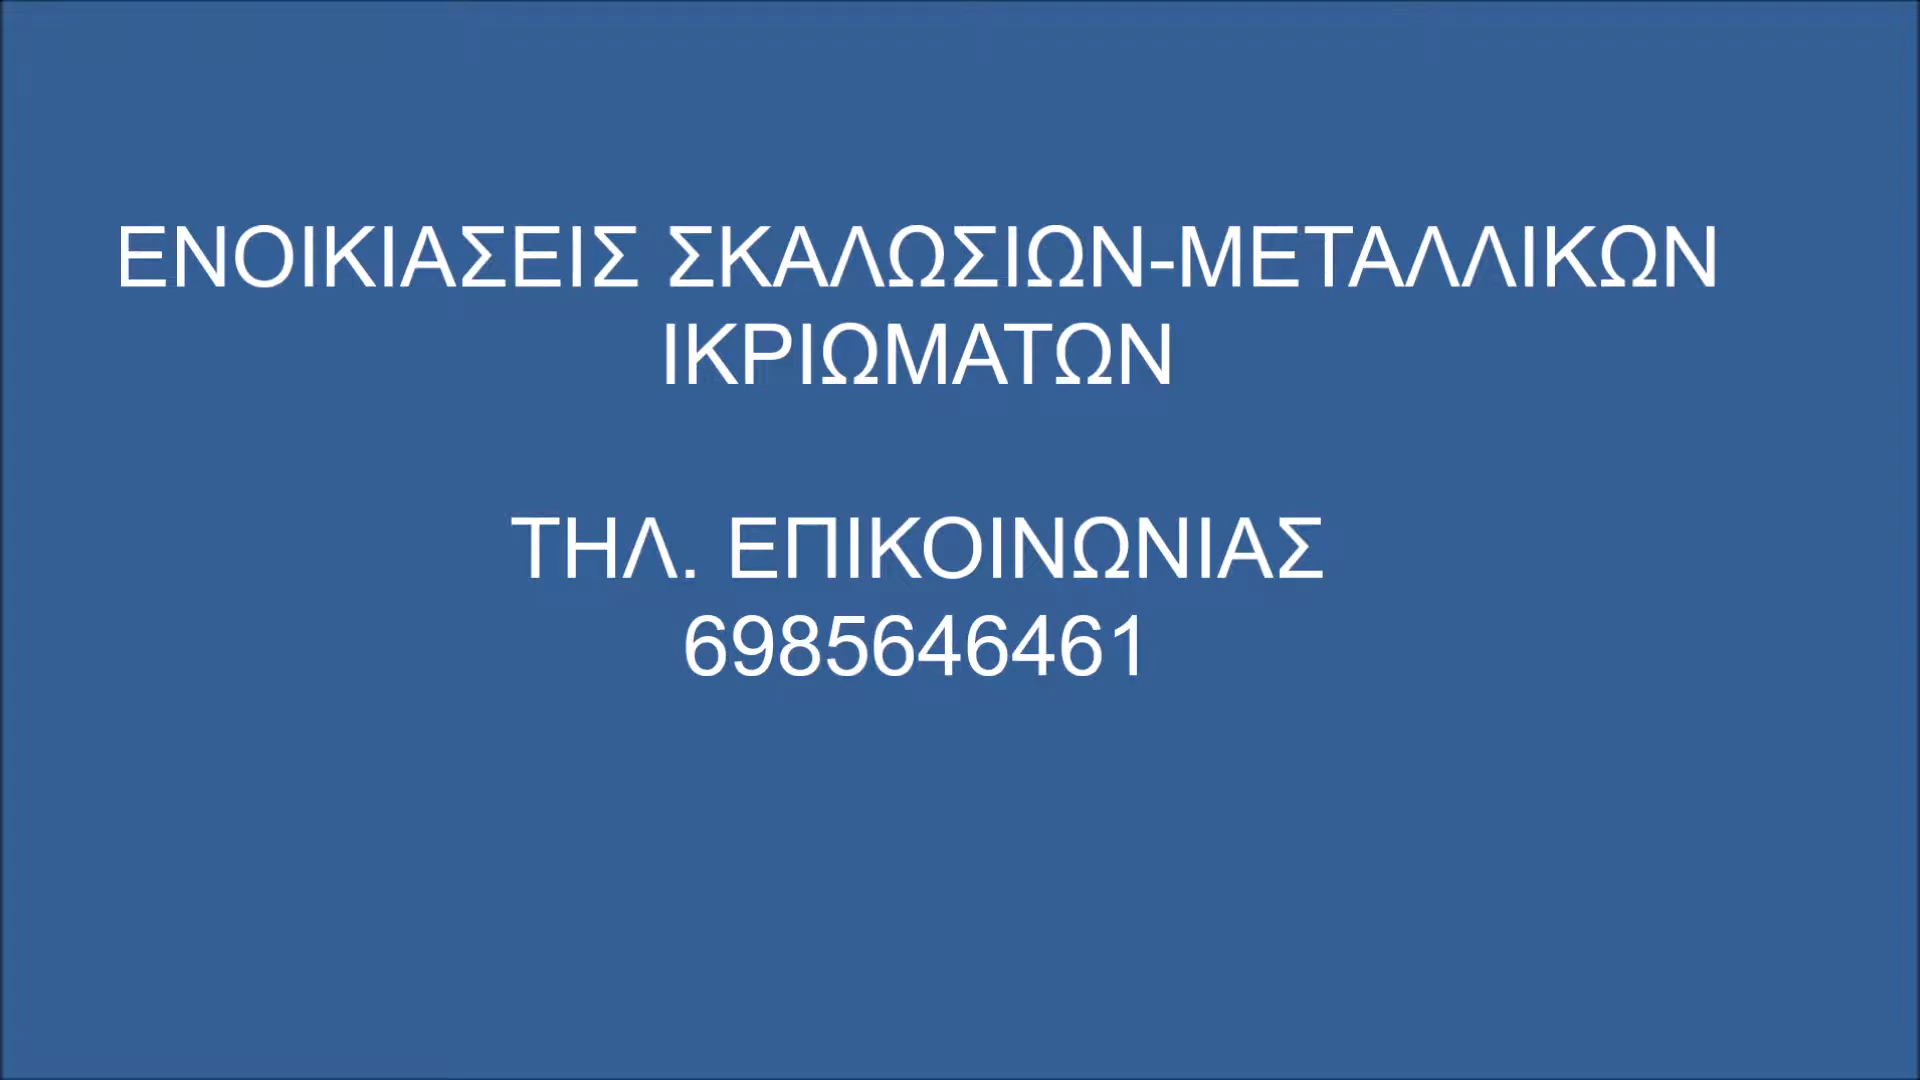 ΕΝΟΙΚΙΑΣΕΙΣ ΣΚΑΛΩΣΙΩΝ-ΜΕΤΑΛΛΙΚΩΝ
ΙΚΡΙΩΜΑΤΩΝ
ΤΗΛ. ΕΠΙΚΟΙΝΩΝΙΑΣ
6985646461